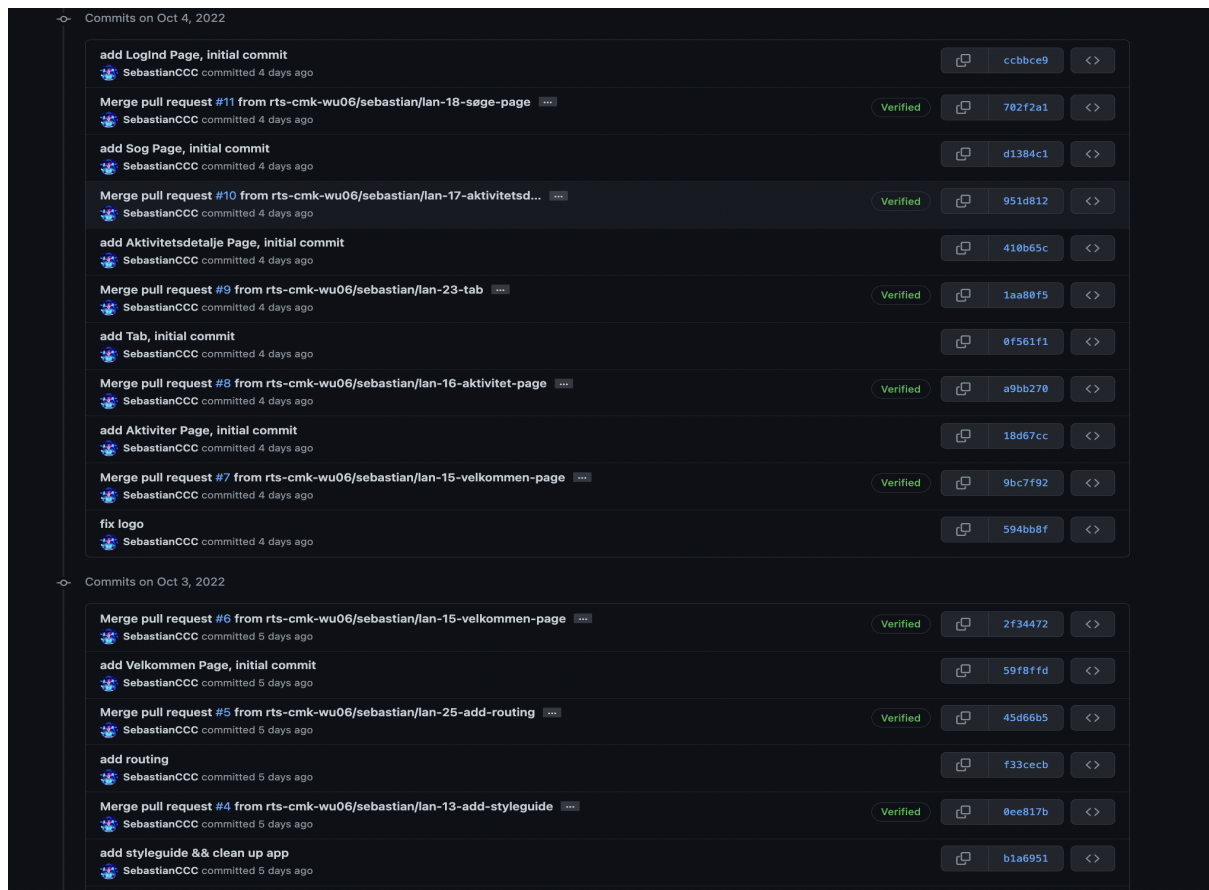 Commits on Oct 4, 2022
add LogInd Page, initial commit
SebastianCCC committed 4 days ago
ccbbce9
Merge pull request #11 from rts-cmk-wu06/sebastian/lan-18-søge-page ...
SebastianCCC committed 4 days ago
Verified
702f2a1
add Sog Page, initial commit
SebastianCCC committed 4 days ago
d1384c1
Merge pull request #10 from rts-cmk-wu06/sebastian/lan-17-aktivitetsd... ...
SebastianCCC committed 4 days ago
Verified
951d812
add Aktivitetsdetalje Page, initial commit
SebastianCCC committed 4 days ago
410b65c
Merge pull request #9 from rts-cmk-wu06/sebastian/lan-23-tab ...
SebastianCCC committed 4 days ago
Verified
1aa80f5
add Tab, initial commit
SebastianCCC committed 4 days ago
0f561f1
Merge pull request #8 from rts-cmk-wu06/sebastian/lan-16-aktivitet-page ...
SebastianCCC committed 4 days ago
Verified
a9bb270
add Aktiviter Page, initial commit
SebastianCCC committed 4 days ago
18d67cc
Merge pull request #7 from rts-cmk-wu06/sebastian/lan-15-velkommen-page ...
SebastianCCC committed 4 days ago
Verified
9bc7f92
fix logo
SebastianCCC committed 4 days ago
594bb8f
Commits on Oct 3, 2022
Merge pull request #6 from rts-cmk-wu06/sebastian/lan-15-velkommen-page ...
SebastianCCC committed 5 days ago
Verified
2f34472
add Velkommen Page, initial commit
SebastianCCC committed 5 days ago
59f8ffd
Merge pull request #5 from rts-cmk-wu06/sebastian/lan-25-add-routing ...
SebastianCCC committed 5 days ago
Verified
45d66b5
add routing
SebastianCCC committed 5 days ago
f33cecb
Merge pull request #4 from rts-cmk-wu06/sebastian/lan-13-add-styleguide ...
SebastianCCC committed 5 days ago
Verified
0ee817b
add styleguide && clean up app
SebastianCCC committed 5 days ago
b1a6951